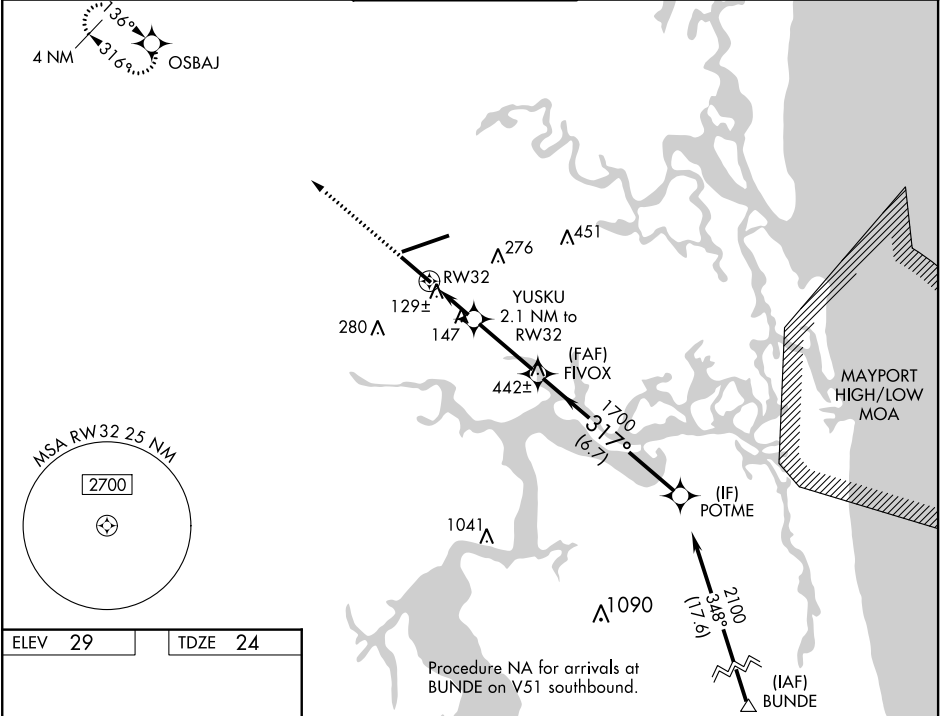 136°
316°
4 NM
OSBAJ
451
276
RW32
129±
YUSKU
2.1 NM to
RW32
280
147
(FAF)
FIVOX
442±
MAYPORT
HIGH/LOW
MOA
1700
317°
(6.7)
MSA RW32 25 NM
2700
(IF)
POTME
1041
2100
348°
(17.6)
1090
ELEV 29
TDZE 24
Procedure NA for arrivals at
BUNDE on V51 southbound.
(IAF)
BUNDE